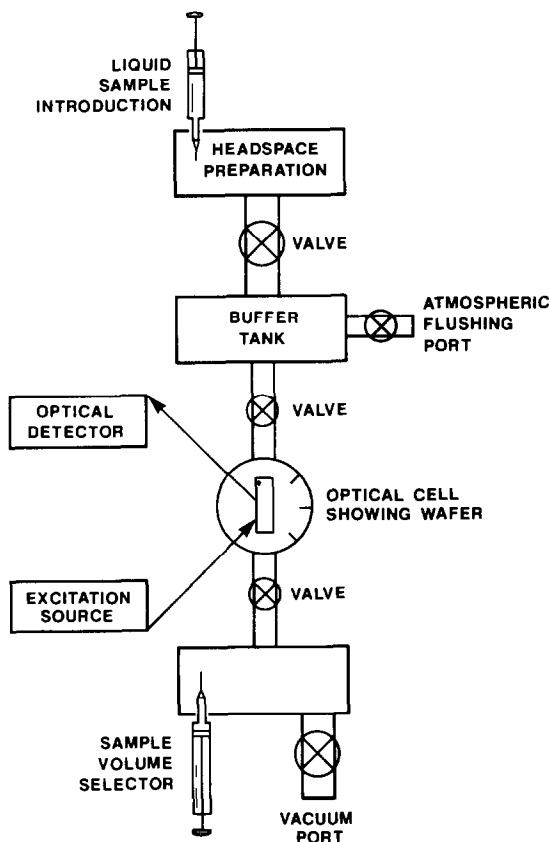 LIQUID
SAMPLE
INTRODUCTION
HEADSPACE
PREPARATION
VALVE
BUFFER
TANK
ATMOSPHERIC
FLUSHING
PORT
OPTICAL
DETECTOR
VALVE
OPTICAL CELL
SHOWING WAFER
EXCITATION
SOURCE
VALVE
SAMPLE
VOLUME
SELECTOR
VACUUM
PORT